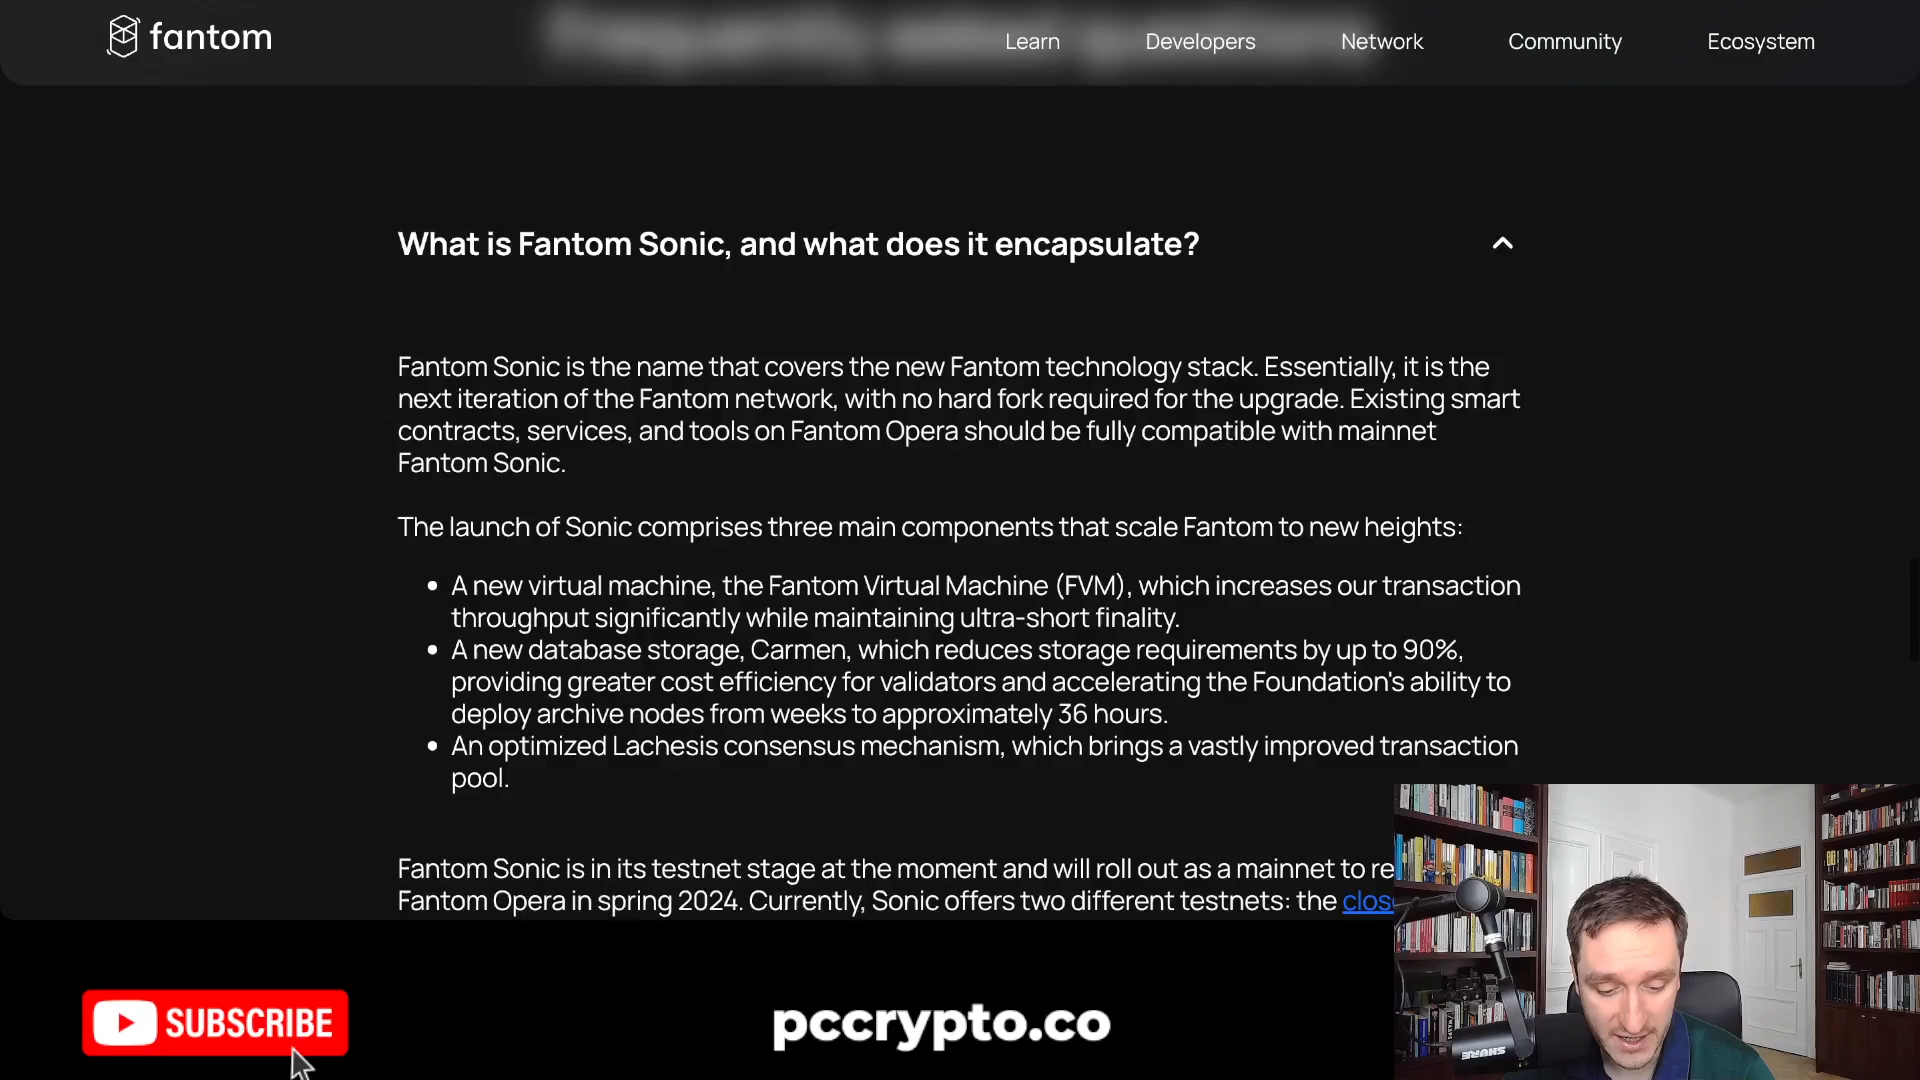 fantom
Frequently asked questions
Learn
Developers
Network
Community
Ecosystem
What is Fantom Sonic, and what does it encapsulate?
Fantom Sonic is the name that covers the new Fantom technology stack. Essentially, it is the
next iteration of the Fantom network, with no hard fork required for the upgrade. Existing smart
contracts, services, and tools on Fantom Opera should be fully compatible with mainnet
Fantom Sonic.
The launch of Sonic comprises three main components that scale Fantom to new heights:
• A new virtual machine, the Fantom Virtual Machine (FVM), which increases our transaction
throughput significantly while maintaining ultra-short finality.
• A new database storage, Carmen, which reduces storage requirements by up to 90%,
providing greater cost efficiency for validators and accelerating the Foundation's ability to
deploy archive nodes from weeks to approximately 36 hours.
• An optimized Lachesis consensus mechanism, which brings a vastly improved transaction
pool.
Fantom Sonic is in its testnet stage at the moment and will roll out as a mainnet to re
Fantom Opera in spring 2024. Currently, Sonic offers two different testnets: the clos
SUBSCRIBE
pccrypto.co
SHURE